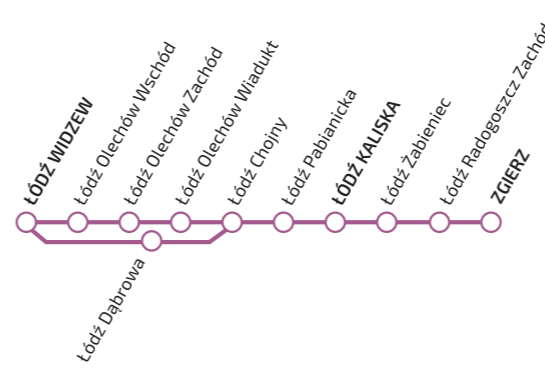 ŁÓDŹ WIDZEW
Łódź Olechów Wschód
Łódź Olechów Zachód
Łódź Olechów Wiadukt
Łódź Chojny
Łódź Pabianicka
ŁÓDŹ KALISKA
Łódź Żabieniec
Łódź Radogoszcz Zachód
ZGIERZ
Łódź Dąbrowa